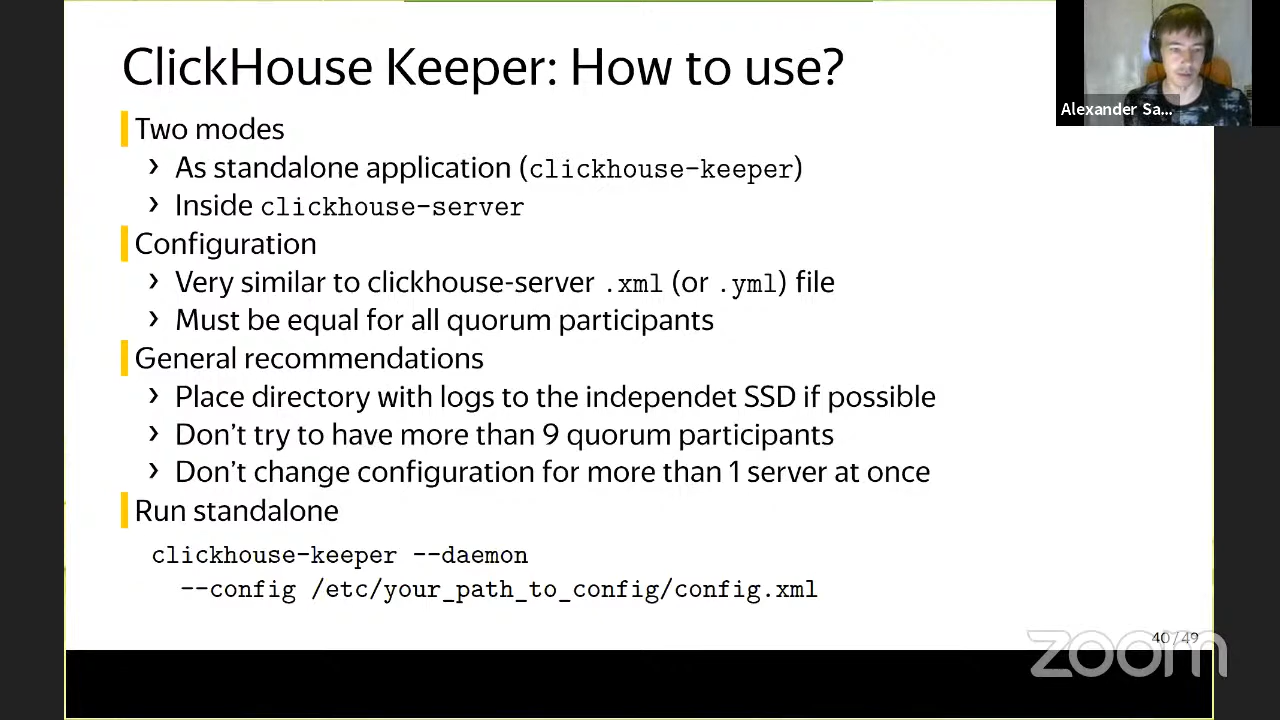 ClickHouse Keeper: How to use?
Alexander Sa...
Two modes
› As standalone application (clickhouse-keeper)
› Inside clickhouse-server
Configuration
› Very similar to clickhouse-server .xml (or .yml) file
› Must be equal for all quorum participants
General recommendations
› Place directory with logs to the independet SSD if possible
› Don't try to have more than 9 quorum participants
› Don't change configuration for more than 1 server at once
Run standalone
clickhouse-keeper --daemon
--config /etc/your_path_to_config/config.xml
40 / 49
zoom